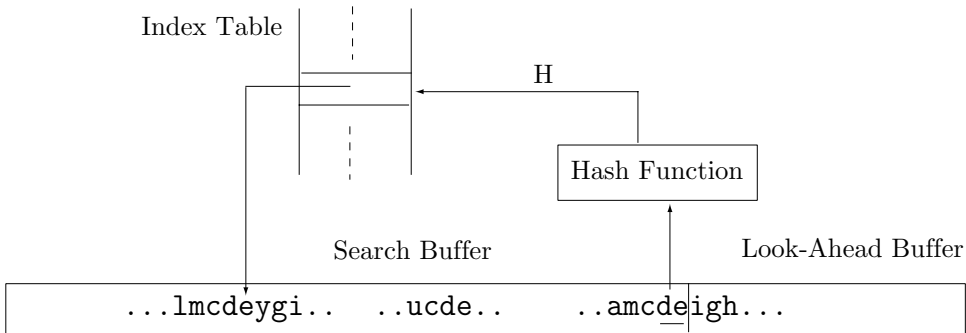 Index Table
H
Hash Function
Search Buffer
Look-Ahead Buffer
...lmcdeygi.. ..ucde.. ..amcdeigh...